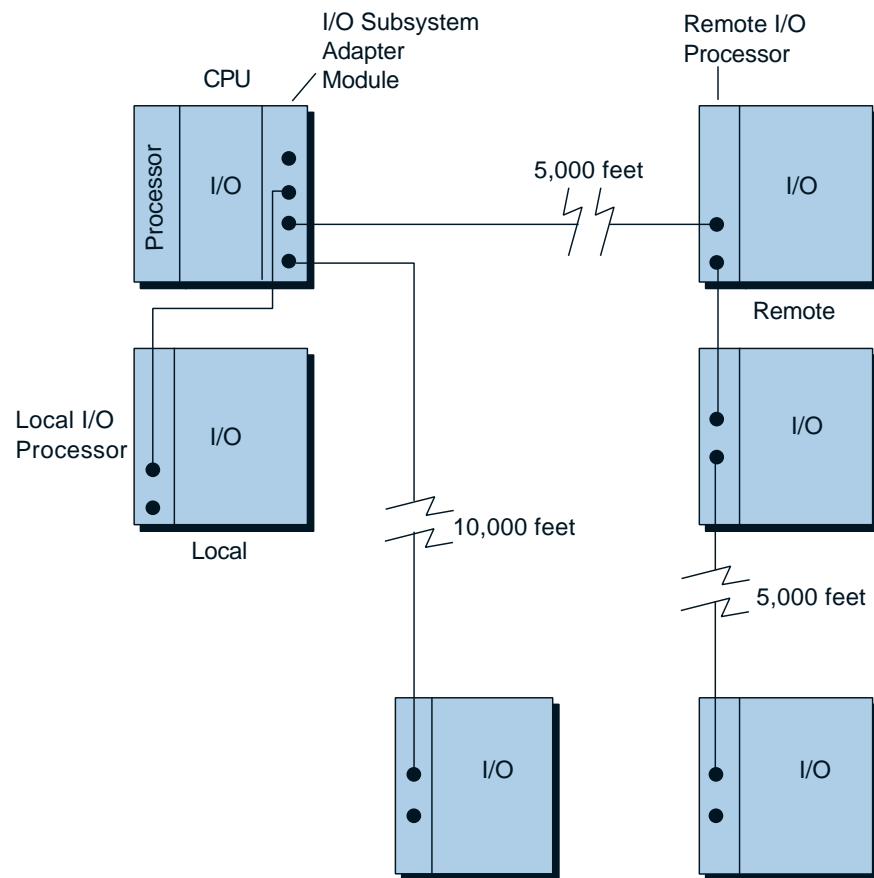 I/O Subsystem
Adapter
Module
Remote I/O
Processor
CPU
Processor
I/O
5,000 feet
I/O
Remote
Local I/O
Processor
I/O
Local
I/O
10,000 feet
5,000 feet
I/O
I/O